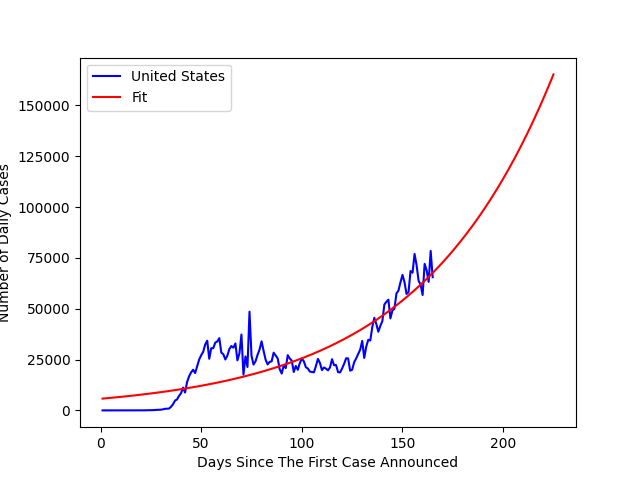 United States
Fit
Number of Daily Cases
150000
125000
100000
75000
50000
25000
0
0 50 100 150 200
Days Since The First Case Announced